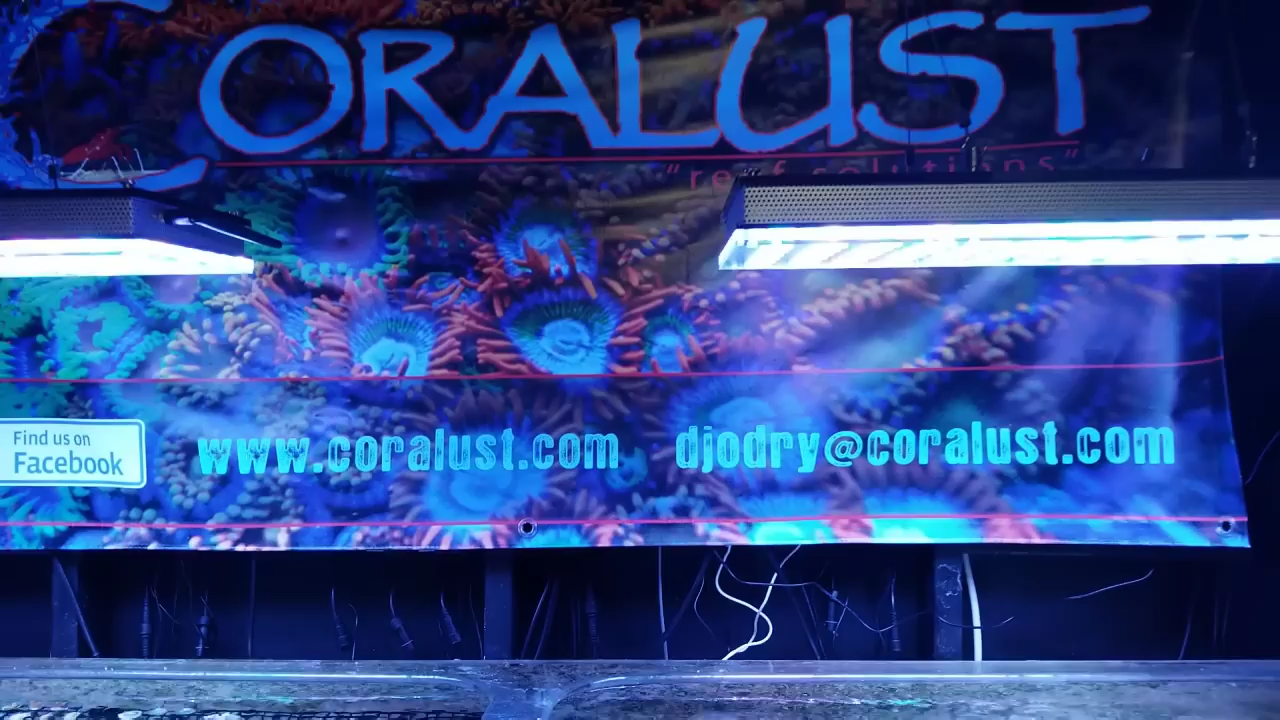 CORALUST
"reef solutions"
Find us on
Facebook
www.coralust.com
djodry@coralust.com